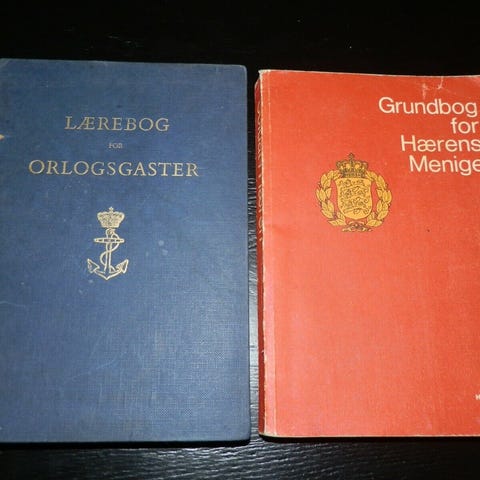 LÆREBOG
FOR
ORLOGSGASTER
Grundbog
for
Hærens
Menige